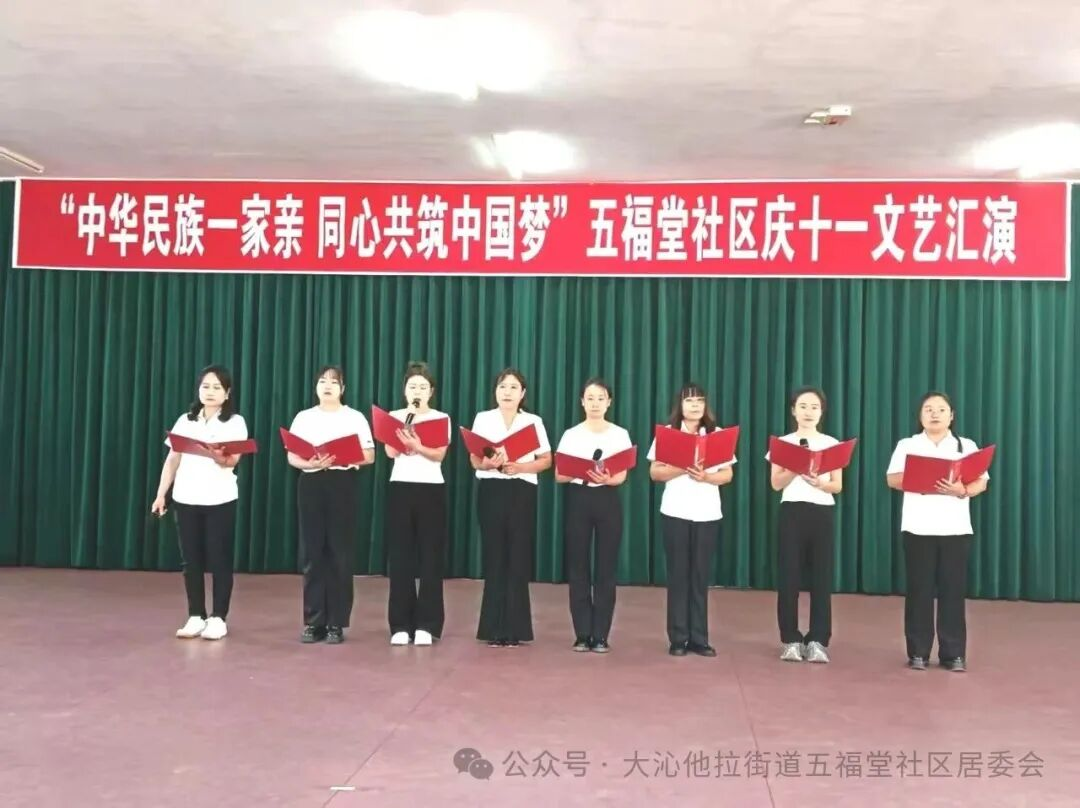 “中华民族一家亲 同心共筑中国梦”五福堂社区庆十一文艺汇演
公众号·大沁他拉街道五福堂社区居委会